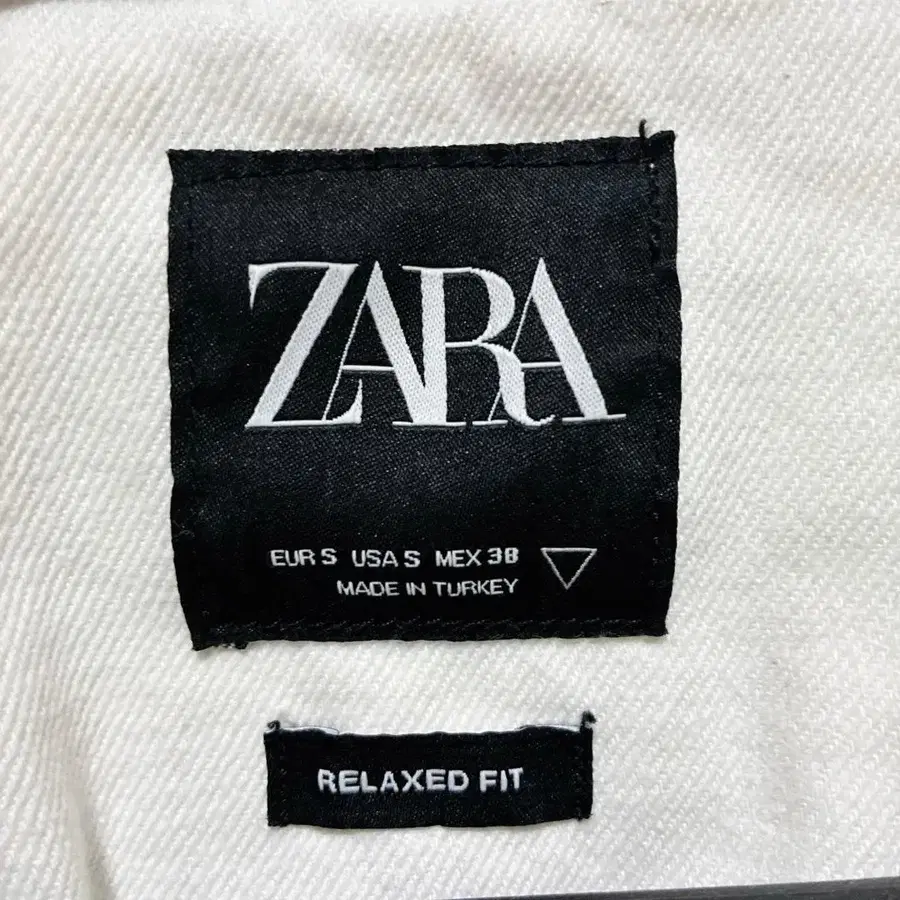 ZARA
EUR S USA S MEX 38
MADE IN TURKEY
RELAXED FIT